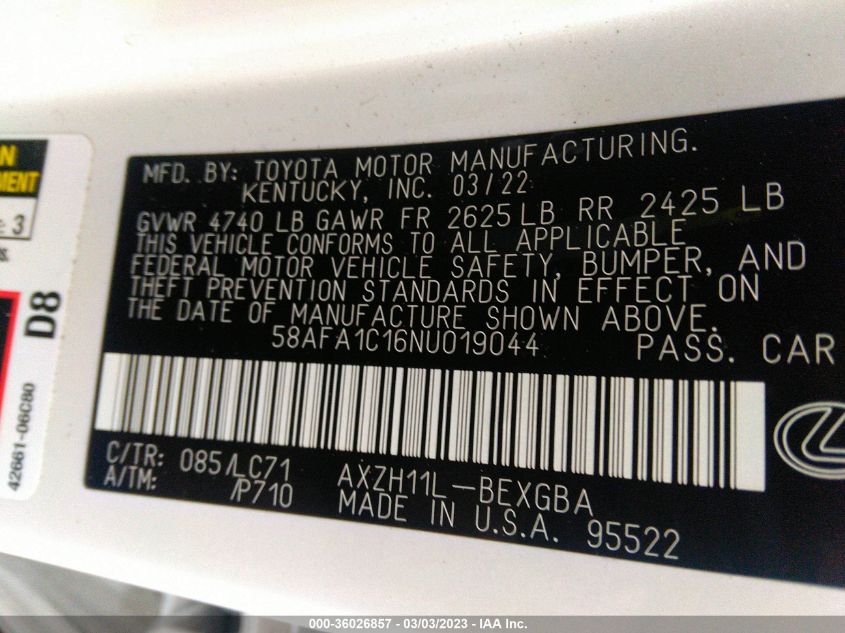 MFD. BY: TOYOTA MOTOR MANUFACTURING.
KENTUCKY, INC. 03/22
GVWR 4740 LB GAWR FR 2625 LB RR 2425 LB
THIS VEHICLE CONFORMS TO ALL APPLICABLE
FEDERAL MOTOR VEHICLE SAFETY, BUMPER, AND
THEFT PREVENTION STANDARDS IN EFFECT ON
THE DATE OF MANUFACTURE SHOWN ABOVE.
58AFA1C16NU019044 PASS. CAR
C/TR: 085/LC71 AXZH11L-BEXGBA
A/TM: /P710 MADE IN U.S.A. 95522
3
D8
42661-06C80
000-36026857 - 03/03/2023 - IAA Inc.